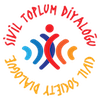 SİVİL TOPLUM DİYALOĞU
CIVIL SOCIETY DIALOGUE